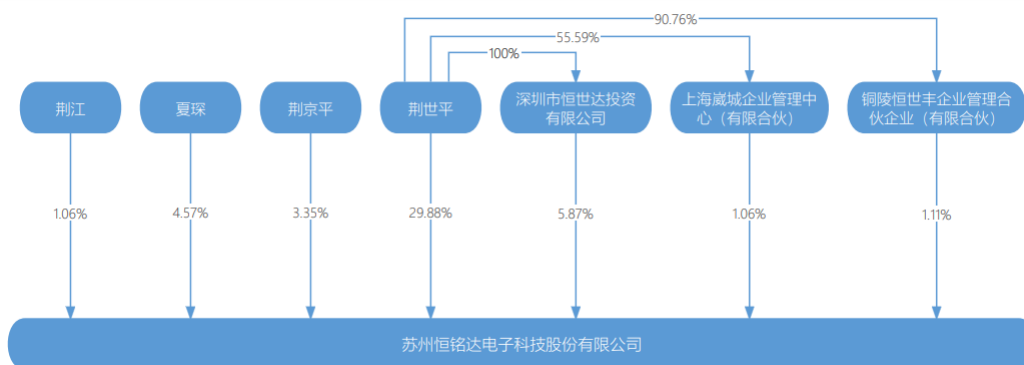 90.76%
55.59%
100%
荆江
夏琛
荆京平
荆世平
深圳市恒世达投资
有限公司
上海崴城企业管理中
心（有限合伙）
铜陵恒世丰企业管理合
伙企业（有限合伙）
1.06%
4.57%
3.35%
29.88%
5.87%
1.06%
1.11%
苏州恒铭达电子科技股份有限公司